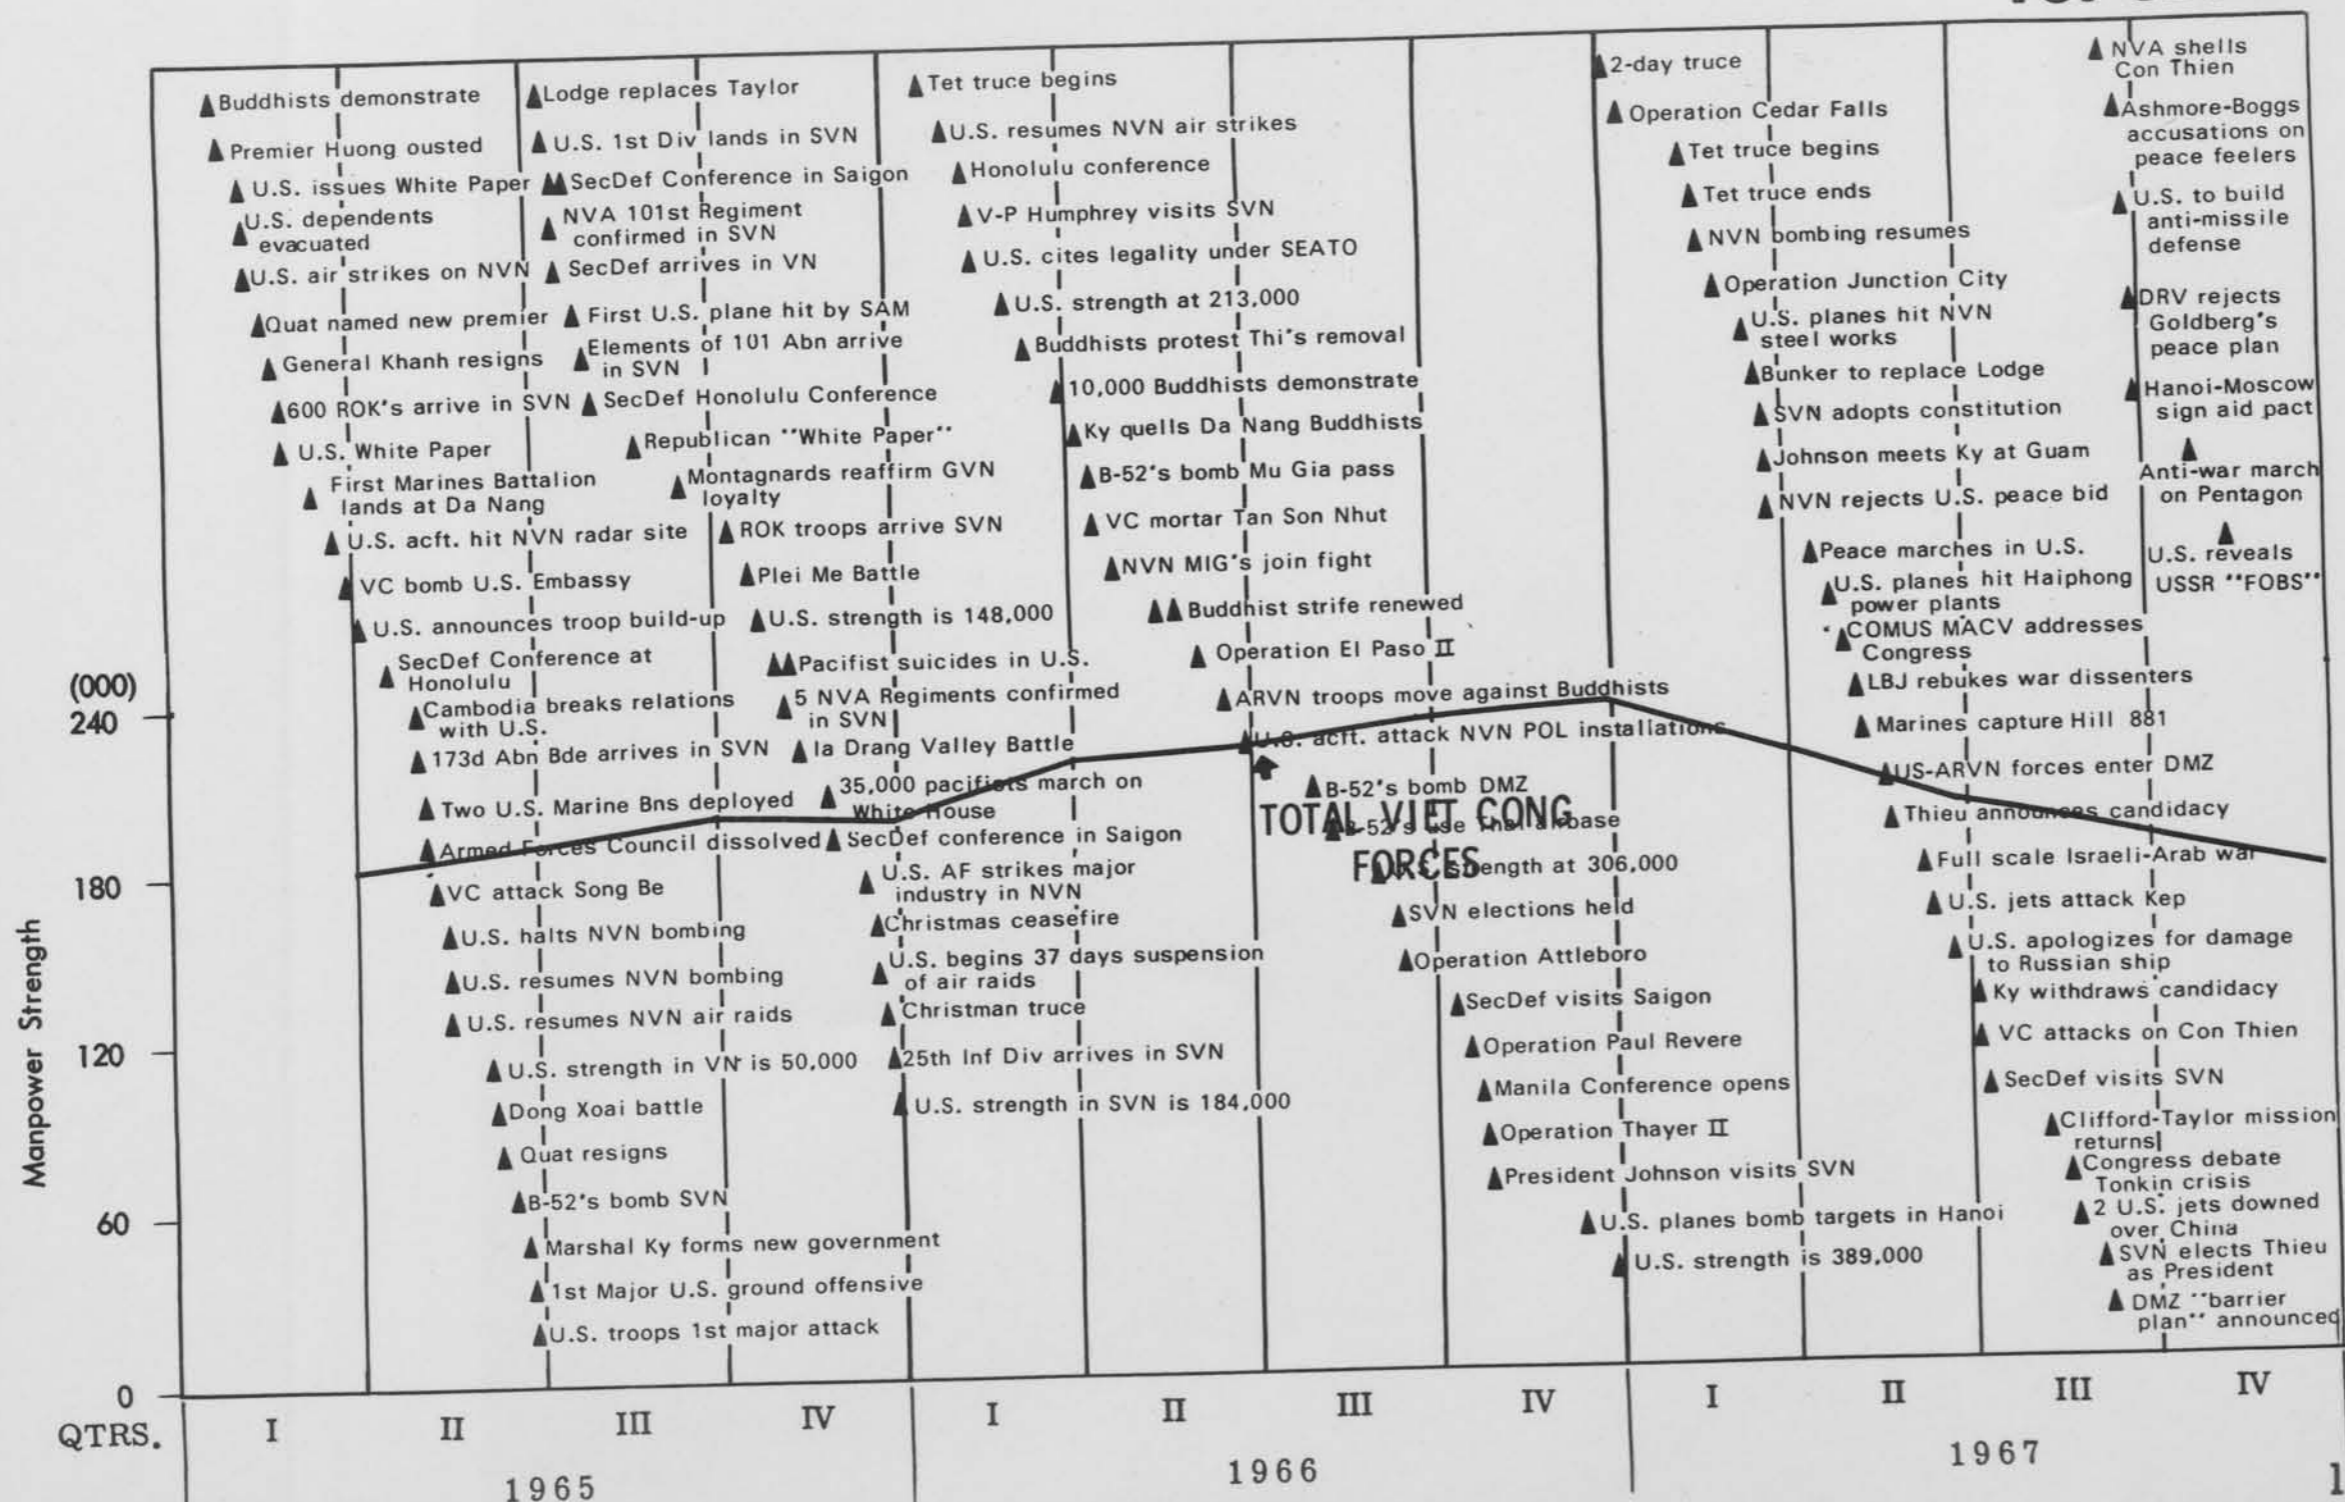 Buddhists demonstrate
Premier Huong ousted
U.S. issues White Paper
U.S. dependents
evacuated
U.S. air strikes on NVN
Quat named new premier
General Khanh resigns
600 ROK's arrive in SVN
U.S. White Paper
First Marines Battalion
lands at Da Nang
U.S. acft. hit NVN radar site
VC bomb U.S. Embassy
U.S. announces troop build-up
SecDef Conference at
Honolulu
Cambodia breaks relations
with U.S.
173d Abn Bde arrives in SVN
Two U.S. Marine Bns deployed
Armed Forces Council dissolved
VC attack Song Be
U.S. halts NVN bombing
U.S. resumes NVN bombing
U.S. resumes NVN air raids
U.S. strength in VN is 50,000
Dong Xoai battle
Quat resigns
B-52's bomb SVN
Marshal Ky forms new government
1st Major U.S. ground offensive
U.S. troops 1st major attack
Lodge replaces Taylor
U.S. 1st Div lands in SVN
SecDef Conference in Saigon
NVA 101st Regiment
confirmed in SVN
SecDef arrives in VN
First U.S. plane hit by SAM
Elements of 101 Abn arrive
in SVN
SecDef Honolulu Conference
Republican "White Paper"
Montagnards reaffirm GVN
loyalty
ROK troops arrive SVN
Plei Me Battle
U.S. strength is 148,000
Pacifist suicides in U.S.
5 NVA Regiments confirmed
in SVN
Ia Drang Valley Battle
35,000 pacifists march on
White House
SecDef conference in Saigon
U.S. AF strikes major
industry in NVN
Christmas ceasefire
U.S. begins 37 days suspension
of air raids
Christman truce
25th Inf Div arrives in SVN
U.S. strength in SVN is 184,000
Tet truce begins
U.S. resumes NVN air strikes
Honolulu conference
V-P Humphrey visits SVN
U.S. cites legality under SEATO
U.S. strength at 213,000
Buddhists protest Thi's removal
10,000 Buddhists demonstrate
Ky quells Da Nang Buddhists
B-52's bomb Mu Gia pass
VC mortar Tan Son Nhut
NVN MIG's join fight
Buddhist strife renewed
Operation El Paso II
ARVN troops move against Buddhists
U.S. acft. attack NVN POL installations
B-52's bomb DMZ
B-52's use Thai airbase
strength at 306,000
TOTAL VIET CONG
FORCES
SVN elections held
Operation Attleboro
SecDef visits Saigon
Operation Paul Revere
Manila Conference opens
Operation Thayer II
President Johnson visits SVN
U.S. planes bomb targets in Hanoi
U.S. strength is 389,000
2-day truce
Operation Cedar Falls
Tet truce begins
Tet truce ends
NVN bombing resumes
Operation Junction City
U.S. planes hit NVN
steel works
Bunker to replace Lodge
SVN adopts constitution
Johnson meets Ky at Guam
NVN rejects U.S. peace bid
Peace marches in U.S.
U.S. planes hit Haiphong
power plants
COMUS MACV addresses
Congress
LBJ rebukes war dissenters
Marines capture Hill 881
US-ARVN forces enter DMZ
Thieu announces candidacy
Full scale Israeli-Arab war
U.S. jets attack Kep
U.S. apologizes for damage
to Russian ship
Ky withdraws candidacy
VC attacks on Con Thien
SecDef visits SVN
Clifford-Taylor mission
returns
Congress debate
Tonkin crisis
2 U.S. jets downed
over China
SVN elects Thieu
as President
DMZ "barrier
plan" announced
NVA shells
Con Thien
Ashmore-Boggs
accusations on
peace feelers
U.S. to build
anti-missile
defense
DRV rejects
Goldberg's
peace plan
Hanoi-Moscow
sign aid pact
Anti-war march
on Pentagon
U.S. reveals
USSR "FOBS"
Manpower Strength
(000)
240
180
120
60
0
QTRS.
I II III IV I II III IV I II III IV
1965 1966 1967